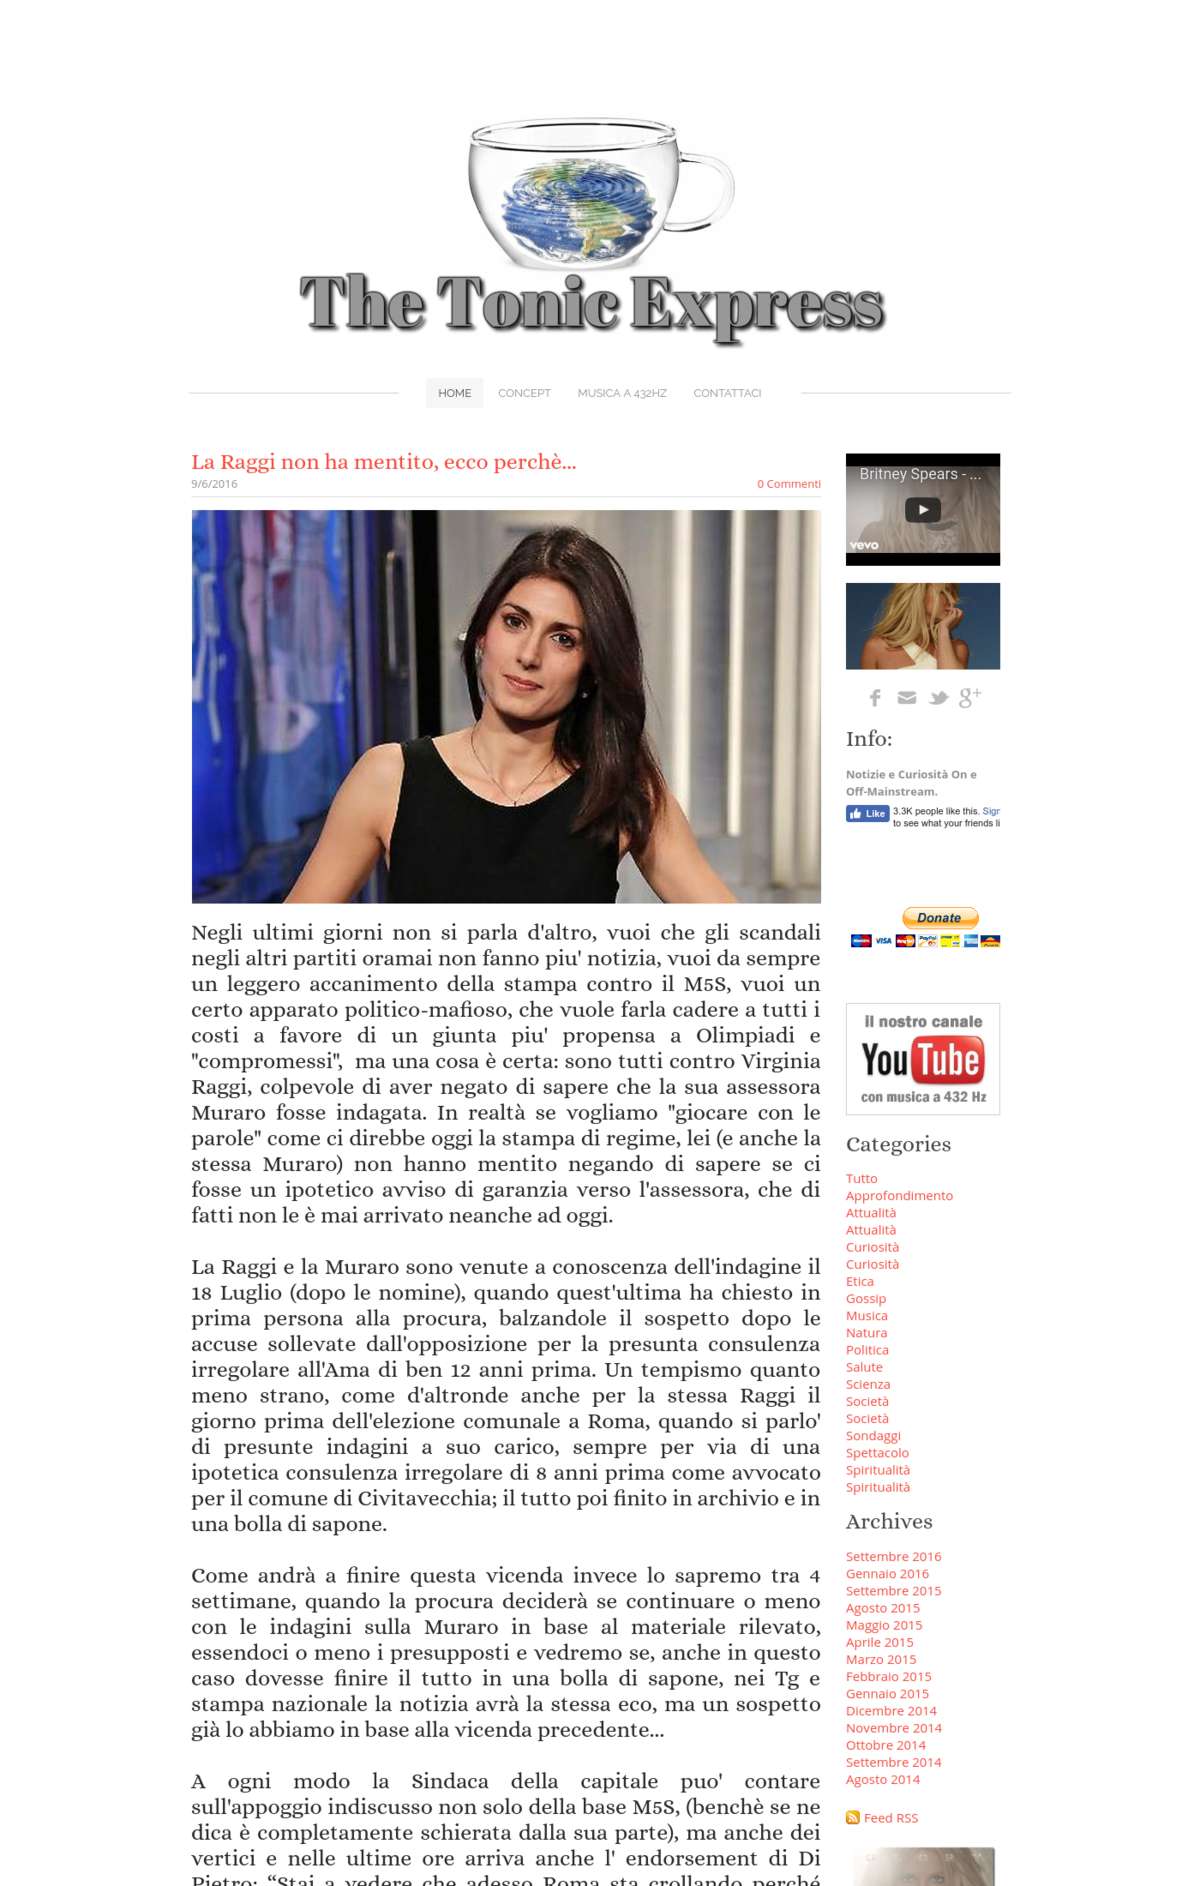 The Tonic Express
HOME CONCEPT MUSICA A 432HZ CONTATTACI
La Raggi non ha mentito, ecco perchè...
9/6/2016
0 Commenti
Negli ultimi giorni non si parla d'altro, vuoi che gli scandali
negli altri partiti oramai non fanno piu' notizia, vuoi da sempre
un leggero accanimento della stampa contro il M5S, vuoi un
certo apparato politico-mafioso, che vuole farla cadere a tutti i
costi a favore di un giunta piu' propensa a Olimpiadi e
"compromessi", ma una cosa è certa: sono tutti contro Virginia
Raggi, colpevole di aver negato di sapere che la sua assessora
Muraro fosse indagata. In realtà se vogliamo "giocare con le
parole" come ci direbbe oggi la stampa di regime, lei (e anche la
stessa Muraro) non hanno mentito negando di sapere se ci
fosse un ipotetico avviso di garanzia verso l'assessora, che di
fatti non le è mai arrivato neanche ad oggi.
La Raggi e la Muraro sono venute a conoscenza dell'indagine il
18 Luglio (dopo le nomine), quando quest'ultima ha chiesto in
prima persona alla procura, balzandole il sospetto dopo le
accuse sollevate dall'opposizione per la presunta consulenza
irregolare all'Ama di ben 12 anni prima. Un tempismo quanto
meno strano, come d'altronde anche per la stessa Raggi il
giorno prima dell'elezione comunale a Roma, quando si parlo'
di presunte indagini a suo carico, sempre per via di una
ipotetica consulenza irregolare di 8 anni prima come avvocato
per il comune di Civitavecchia; il tutto poi finito in archivio e in
una bolla di sapone.
Come andrà a finire questa vicenda invece lo sapremo tra 4
settimane, quando la procura deciderà se continuare o meno
con le indagini sulla Muraro in base al materiale rilevato,
essendoci o meno i presupposti e vedremo se, anche in questo
caso dovesse finire il tutto in una bolla di sapone, nei Tg e
stampa nazionale la notizia avrà la stessa eco, ma un sospetto
già lo abbiamo in base alla vicenda precedente...
A ogni modo la Sindaca della capitale puo' contare
sull'appoggio indiscusso non solo della base M5S, (benchè se ne
dica è completamente schierata dalla sua parte), ma anche dei
vertici e nelle ultime ore arriva anche l' endorsement di Di
Pietro: “Stai a vedere che adesso Roma sta crollando perché
Britney Spears - ...
vevo
g+
Info:
Notizie e Curiosità On e
Off-Mainstream.
Like 3.3K people like this. Sign
to see what your friends li
Donate
VISA
PayPal
il nostro canale
YouTube
con musica a 432 Hz
Categories
Tutto
Approfondimento
Attualità
Attualità
Curiosità
Curiosità
Etica
Gossip
Musica
Natura
Politica
Salute
Scienza
Società
Società
Sondaggi
Spettacolo
Spiritualità
Spiritualità
Archives
Settembre 2016
Gennaio 2016
Settembre 2015
Agosto 2015
Maggio 2015
Aprile 2015
Marzo 2015
Febbraio 2015
Gennaio 2015
Dicembre 2014
Novembre 2014
Ottobre 2014
Settembre 2014
Agosto 2014
Feed RSS